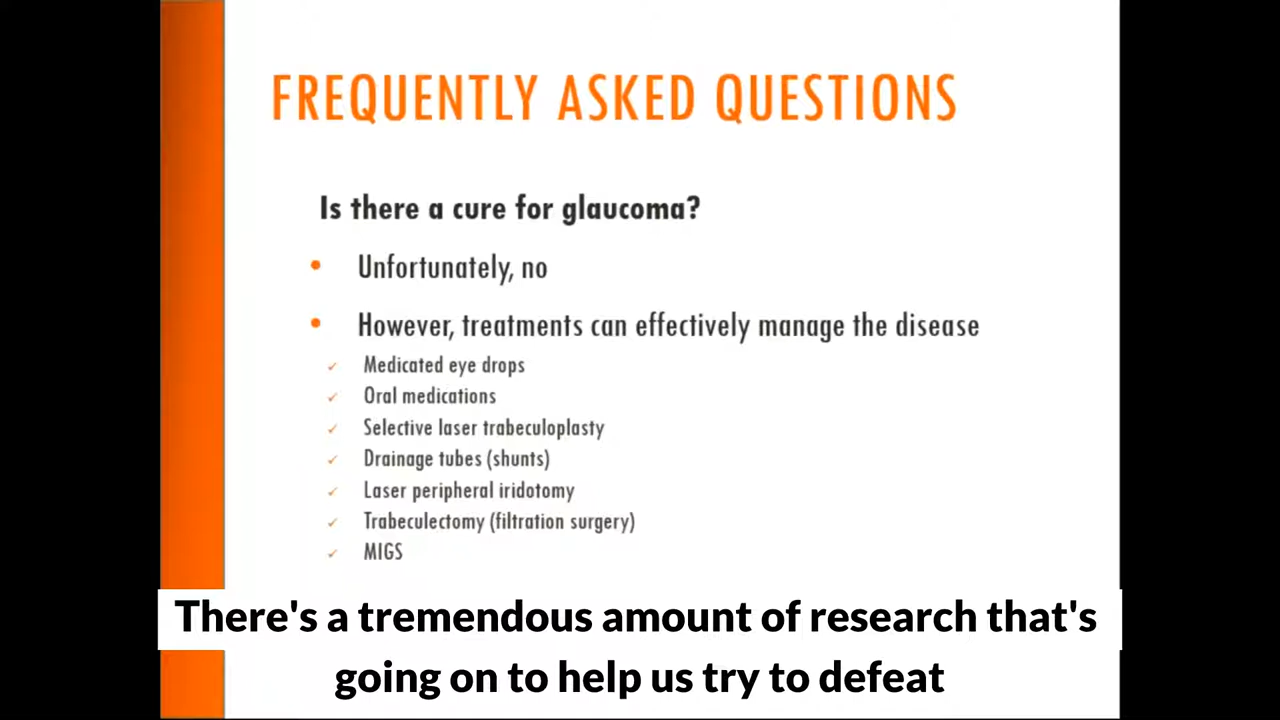 FREQUENTLY ASKED QUESTIONS
Is there a cure for glaucoma?
• Unfortunately, no
• However, treatments can effectively manage the disease
✓ Medicated eye drops
✓ Oral medications
✓ Selective laser trabeculoplasty
✓ Drainage tubes (shunts)
✓ Laser peripheral iridotomy
✓ Trabeculectomy (filtration surgery)
✓ MIGS
There's a tremendous amount of research that's
going on to help us try to defeat